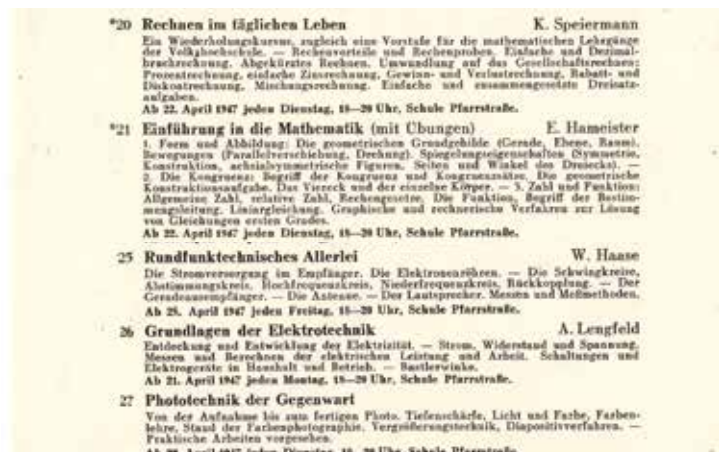 *20 Rechnen im täglichen Leben K. Speiermann
Ein Wiederholungskursus, zugleich eine Vorstufe für die mathematischen Lehrgänge
der Volkshochschule. — Rechenvorteile und Rechenproben. Einfache und Dezimal-
bruchrechnung. Abgekürztes Rechnen. Umwandlung auf das Gesellschaftsrechnen:
Prozentrechnung, einfache Zinsrechnung, Gewinn- und Verlustrechnung, Rabatt- und
Diskontrechnung, Mischungsrechnung. Einfache und zusammengesetzte Dreisatz-
aufgaben.
Ab 22. April 1947 jeden Dienstag, 18—20 Uhr, Schule Pfarrstraße.
*21 Einführung in die Mathematik (mit Übungen) E. Hameister
1. Form und Abbildung: Die geometrischen Grundgebilde (Gerade, Ebene, Raum).
Bewegungen (Parallelverschiebung, Drehung). Spiegelungseigenschaften (Symmetrie,
Konstruktion, achsialsymmetrische Figuren, Seiten und Winkel des Dreiecks). —
2. Die Kongruenz: Begriff der Kongruenz und Kongruenzsätze. Die geometrische
Konstruktionsaufgabe. Das Viereck und der einzelne Körper. — 3. Zahl und Funktion:
Allgemeine Zahl, relative Zahl, Rechengesetze. Die Funktion, Begriff der
Graphische und rechnerische Verfahren zur Lösung
von Gleichungen ersten Grades.
Ab 22. April 1947 jeden Dienstag, 18—20 Uhr, Schule Pfarrstraße.
25 Rundfunktechnisches Allerlei W. Haase
Die Stromversorgung im Empfänger. Die Elektronenröhren. — Die Schwingkreise,
Abstimmungskreis, Hochfrequenzkreis, Niederfrequenzkreis, Rückkopplung. — Der
Geradeausempfänger. — Die Antenne. — Der Lautsprecher. Messen und Meßmethoden.
Ab 25. April 1947 jeden Freitag, 18—20 Uhr, Schule Pfarrstraße.
26 Grundlagen der Elektrotechnik A. Lengfeld
Entdeckung und Entwicklung der Elektrizität. — Strom, Widerstand und Spannung.
Messen und Berechnen der elektrischen Leistung und Arbeit. Schaltungen und
Elektrogeräte in Haushalt und Betrieb. — Bastlerwinke.
Ab 21. April 1947 jeden Montag, 18—20 Uhr, Schule Pfarrstraße.
27 Phototechnik der Gegenwart
Von der Aufnahme bis zum fertigen Photo. Tiefenschärfe, Licht und Farbe, Farben-
lehre, Stand der Farbenphotographie. Vergrößerungstechnik, Diapositivverfahren. —
Praktische Arbeiten vorgesehen.
April 1947 jeden Dienstag, 18—20 Uhr, Schule Pfarrstraße.